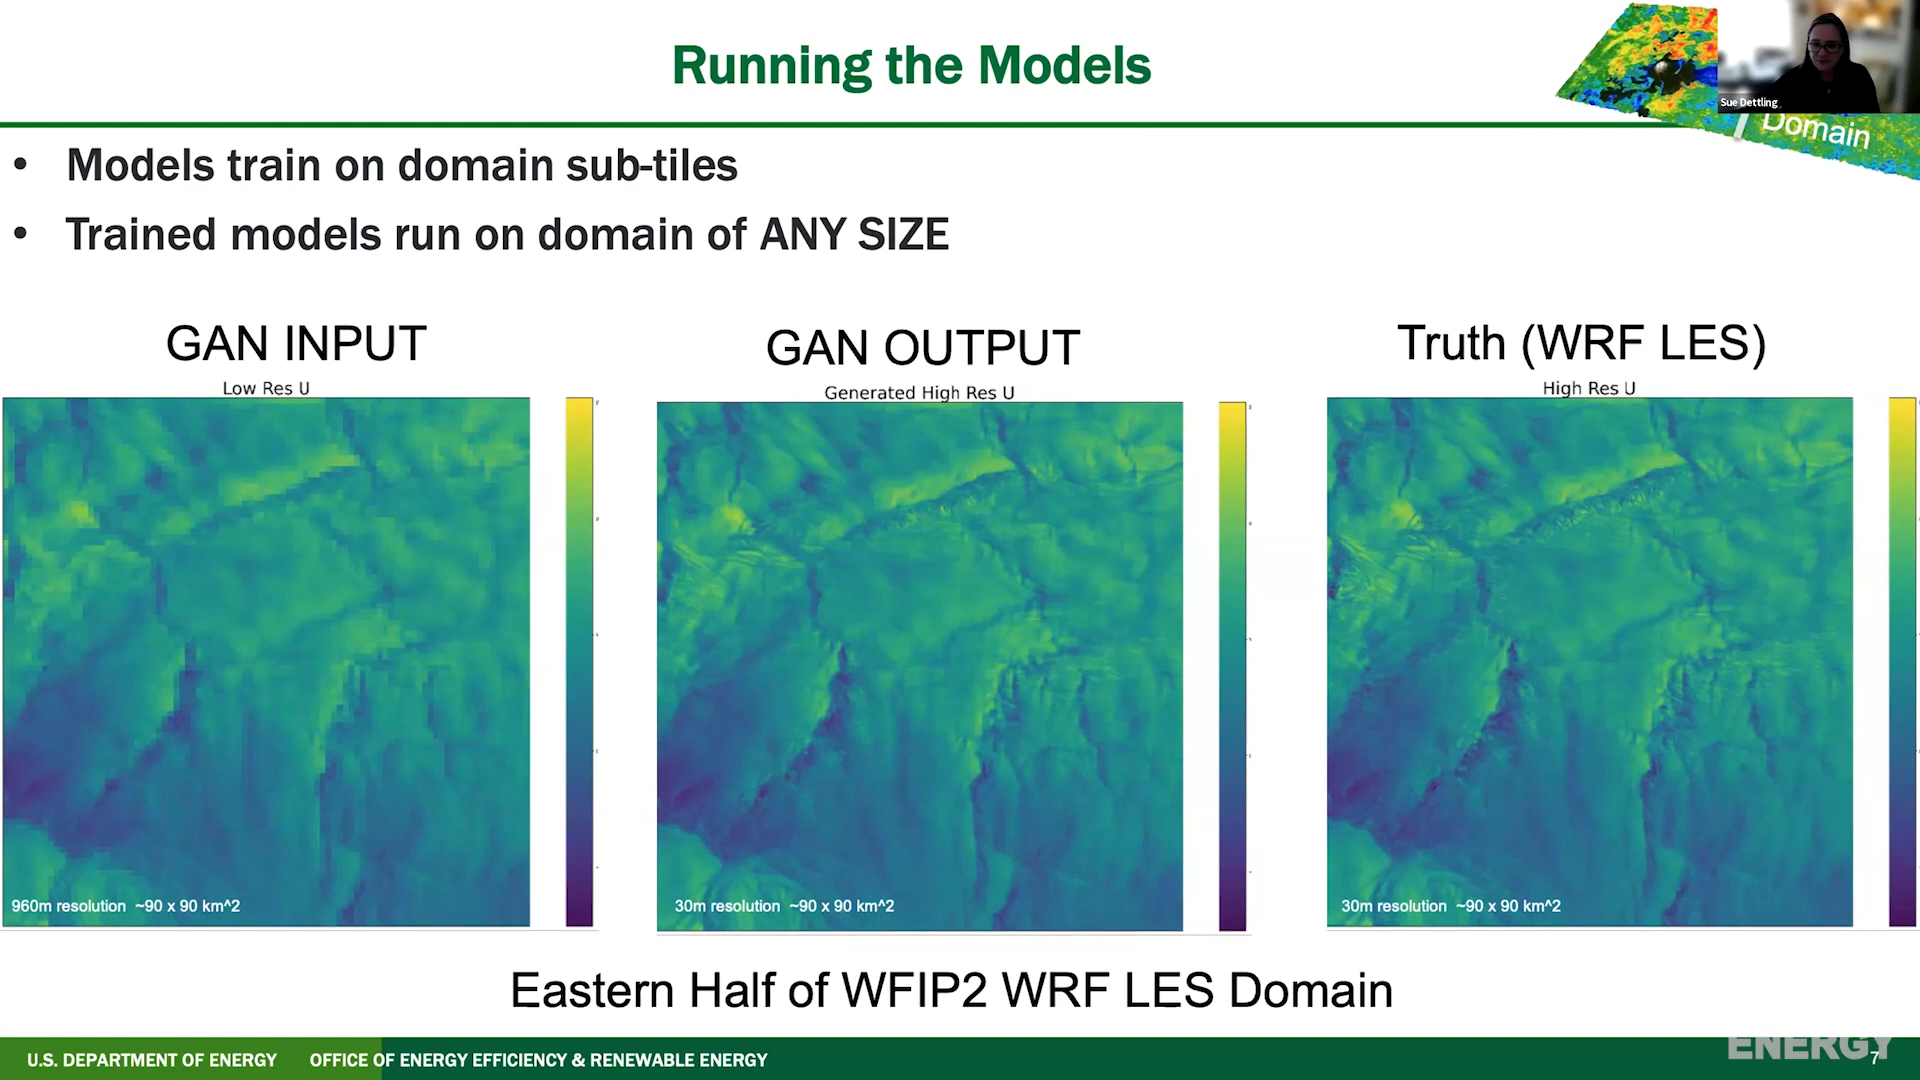 Running the Models
Sue Dettling
Domain
• Models train on domain sub-tiles
• Trained models run on domain of ANY SIZE
GAN INPUT
Low Res U
960m resolution ~90 x 90 km^2
GAN OUTPUT
Generated High Res U
30m resolution ~90 x 90 km^2
Truth (WRF LES)
High Res U
30m resolution ~90 x 90 km^2
Eastern Half of WFIP2 WRF LES Domain
U.S. DEPARTMENT OF ENERGY OFFICE OF ENERGY EFFICIENCY & RENEWABLE ENERGY
ENERGY
7